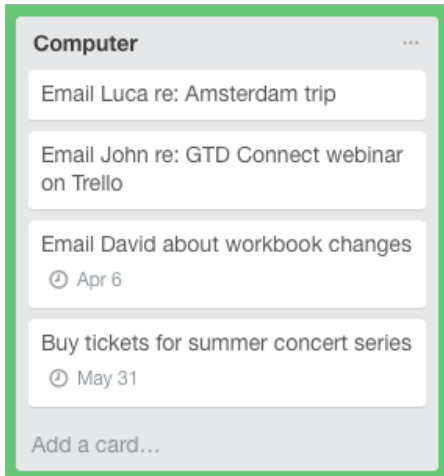 Computer
Email Luca re: Amsterdam trip
Email John re: GTD Connect webinar
on Trello
Email David about workbook changes
Apr 6
Buy tickets for summer concert series
May 31
Add a card…